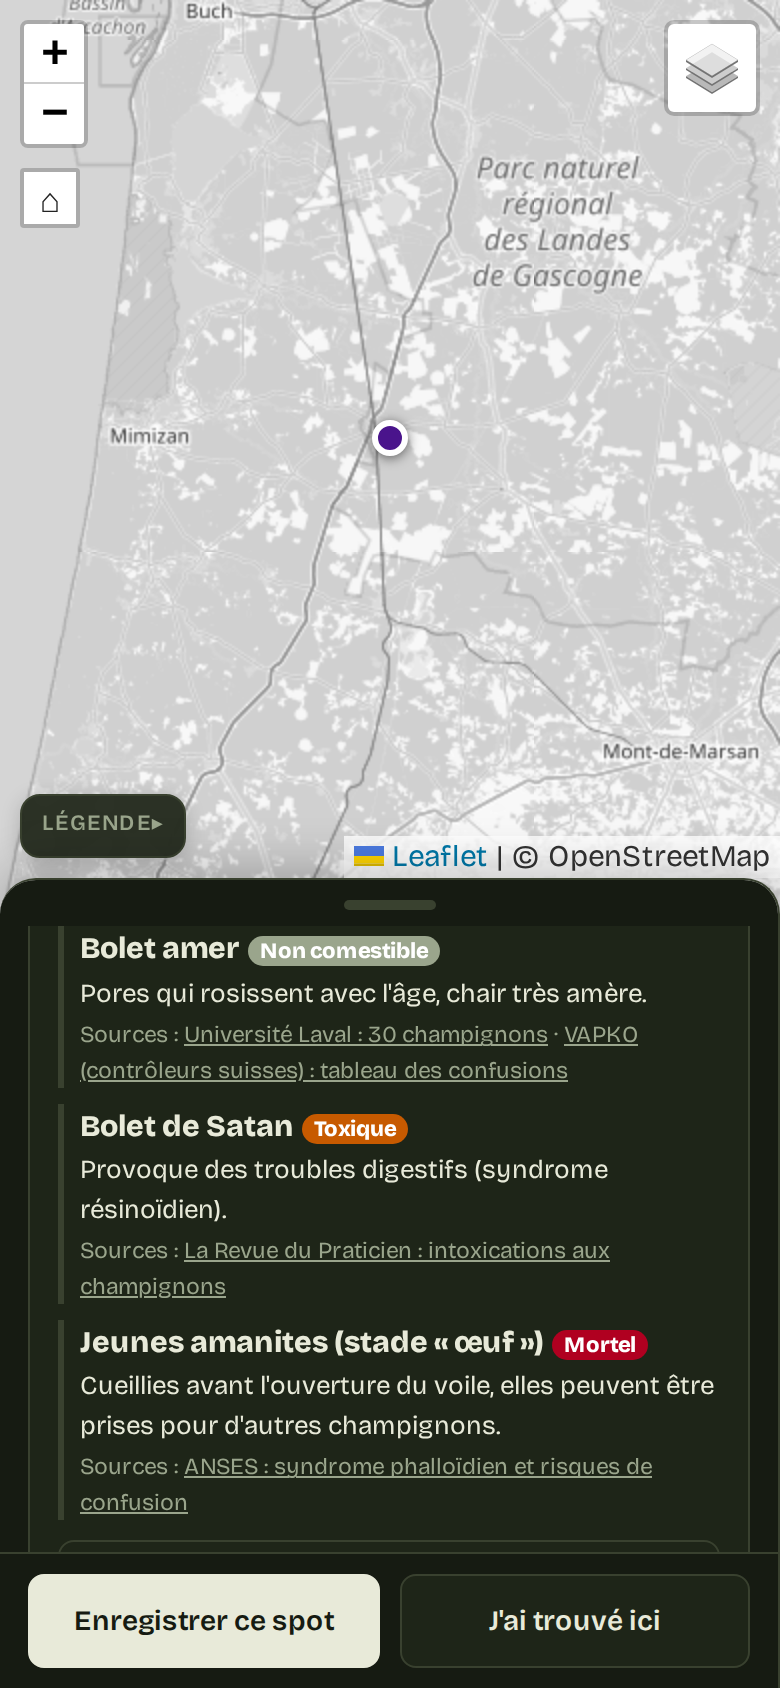 Bassin
d'Arcachon
Buch
+
−
Parc naturel
régional
des Landes
de Gascogne
Mimizan
Mont-de-Marsan
LÉGENDE▸
Leaflet | © OpenStreetMap
Bolet amer Non comestible
Pores qui rosissent avec l'âge, chair très amère.
Sources : Université Laval : 30 champignons · VAPKO
(contrôleurs suisses) : tableau des confusions
Bolet de Satan Toxique
Provoque des troubles digestifs (syndrome
résinoïdien).
Sources : La Revue du Praticien : intoxications aux
champignons
Jeunes amanites (stade « œuf ») Mortel
Cueillies avant l'ouverture du voile, elles peuvent être
prises pour d'autres champignons.
Sources : ANSES : syndrome phalloïdien et risques de
confusion
Enregistrer ce spot
J'ai trouvé ici